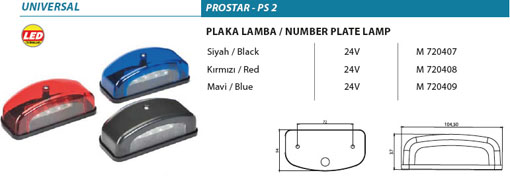 UNIVERSAL
PROSTAR - PS 2
LED
PLAKA LAMBA / NUMBER PLATE LAMP
Siyah / Black 24V M 720407
Kırmızı / Red 24V M 720408
Mavi / Blue 24V M 720409
72
104,50